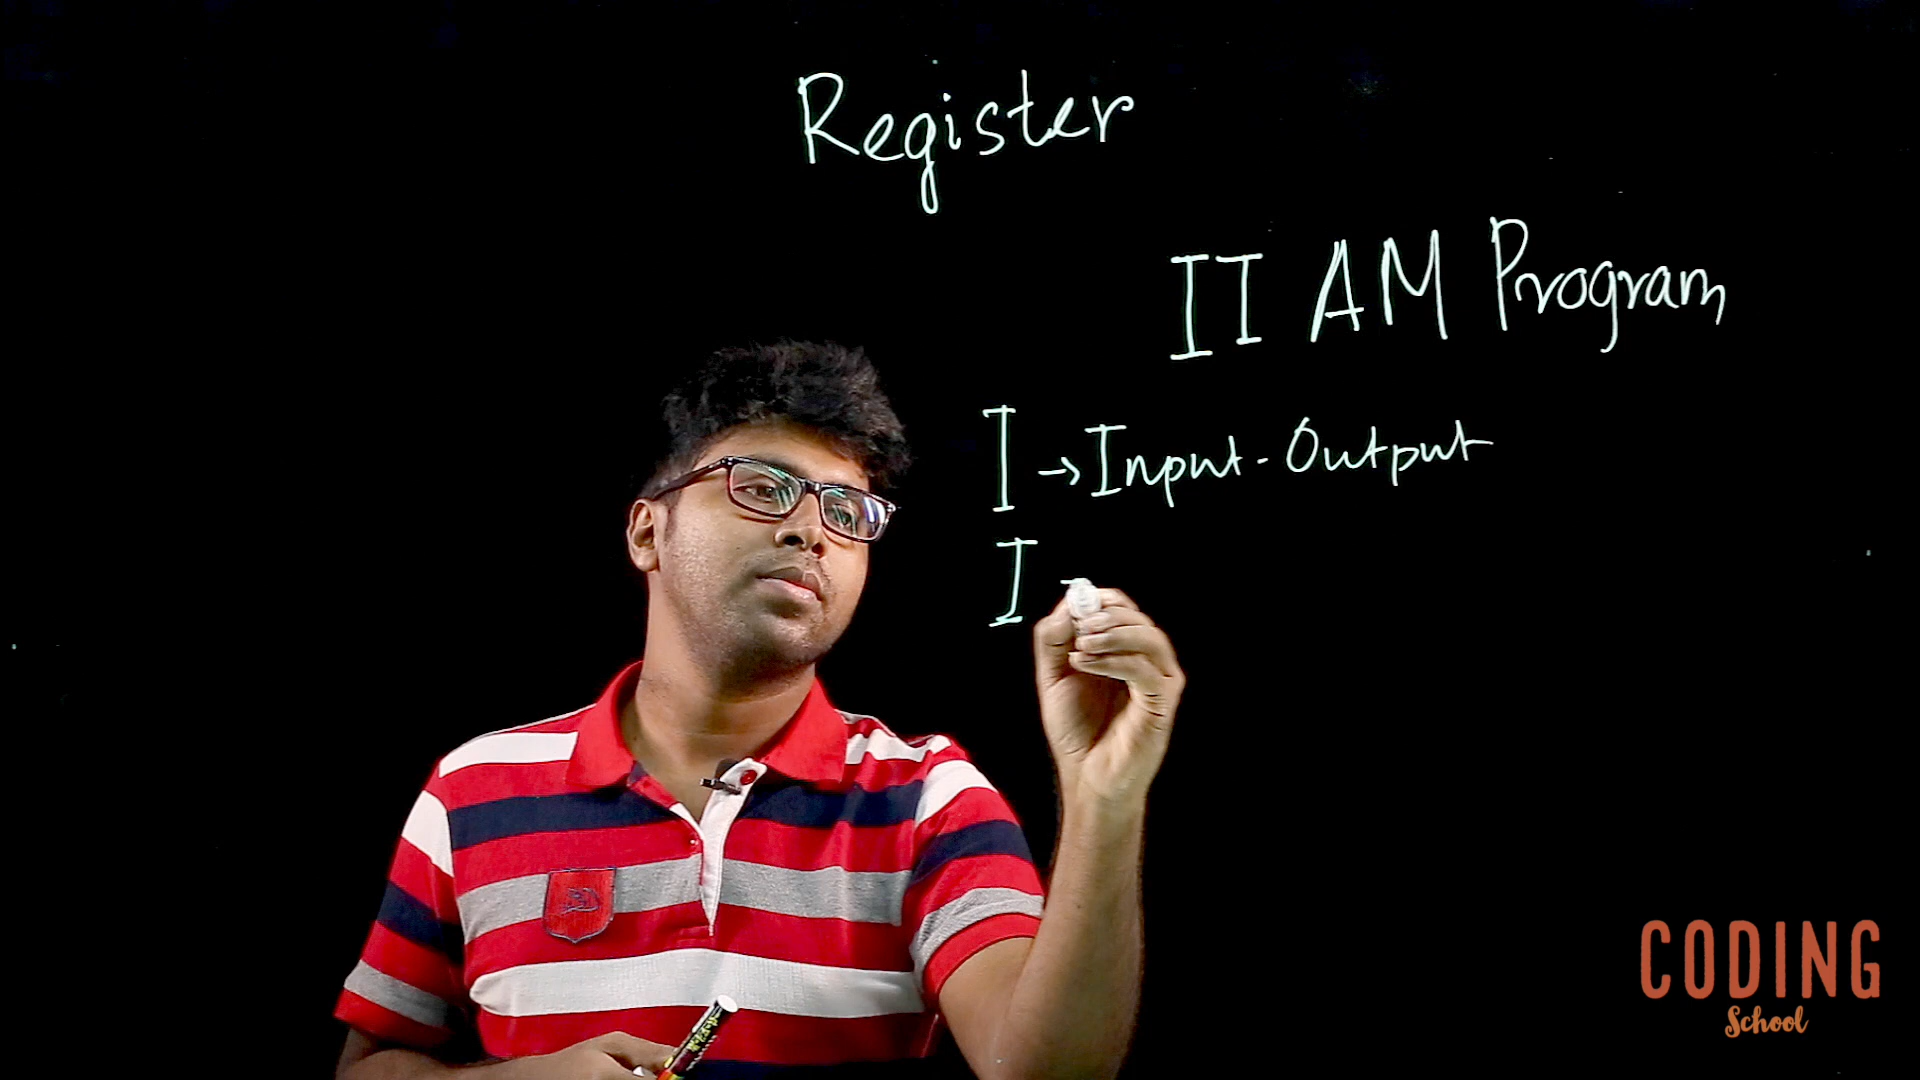 Register
II AM Program
I → Input-Output
I -
CODING
School